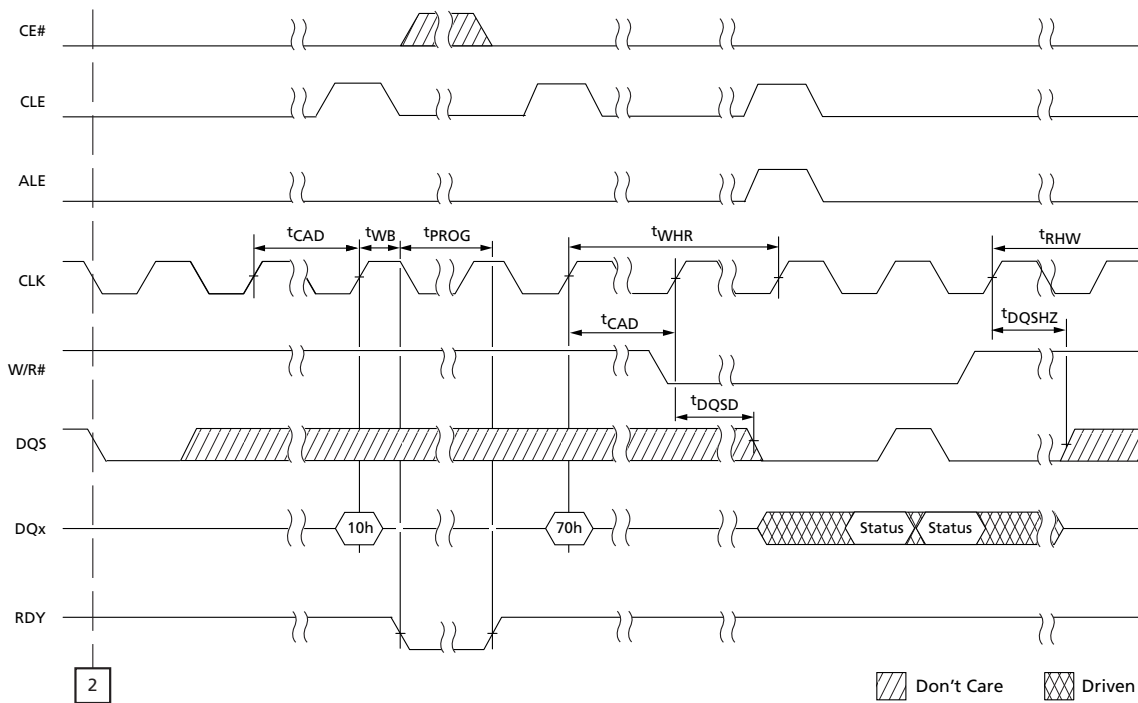 CE#
CLE
ALE
tCAD
tWB
tPROG
tWHR
tRHW
CLK
tCAD
tDQSHZ
W/R#
tDQSD
DQS
DQx
10h
70h
Status
Status
RDY
2
Don't Care
Driven